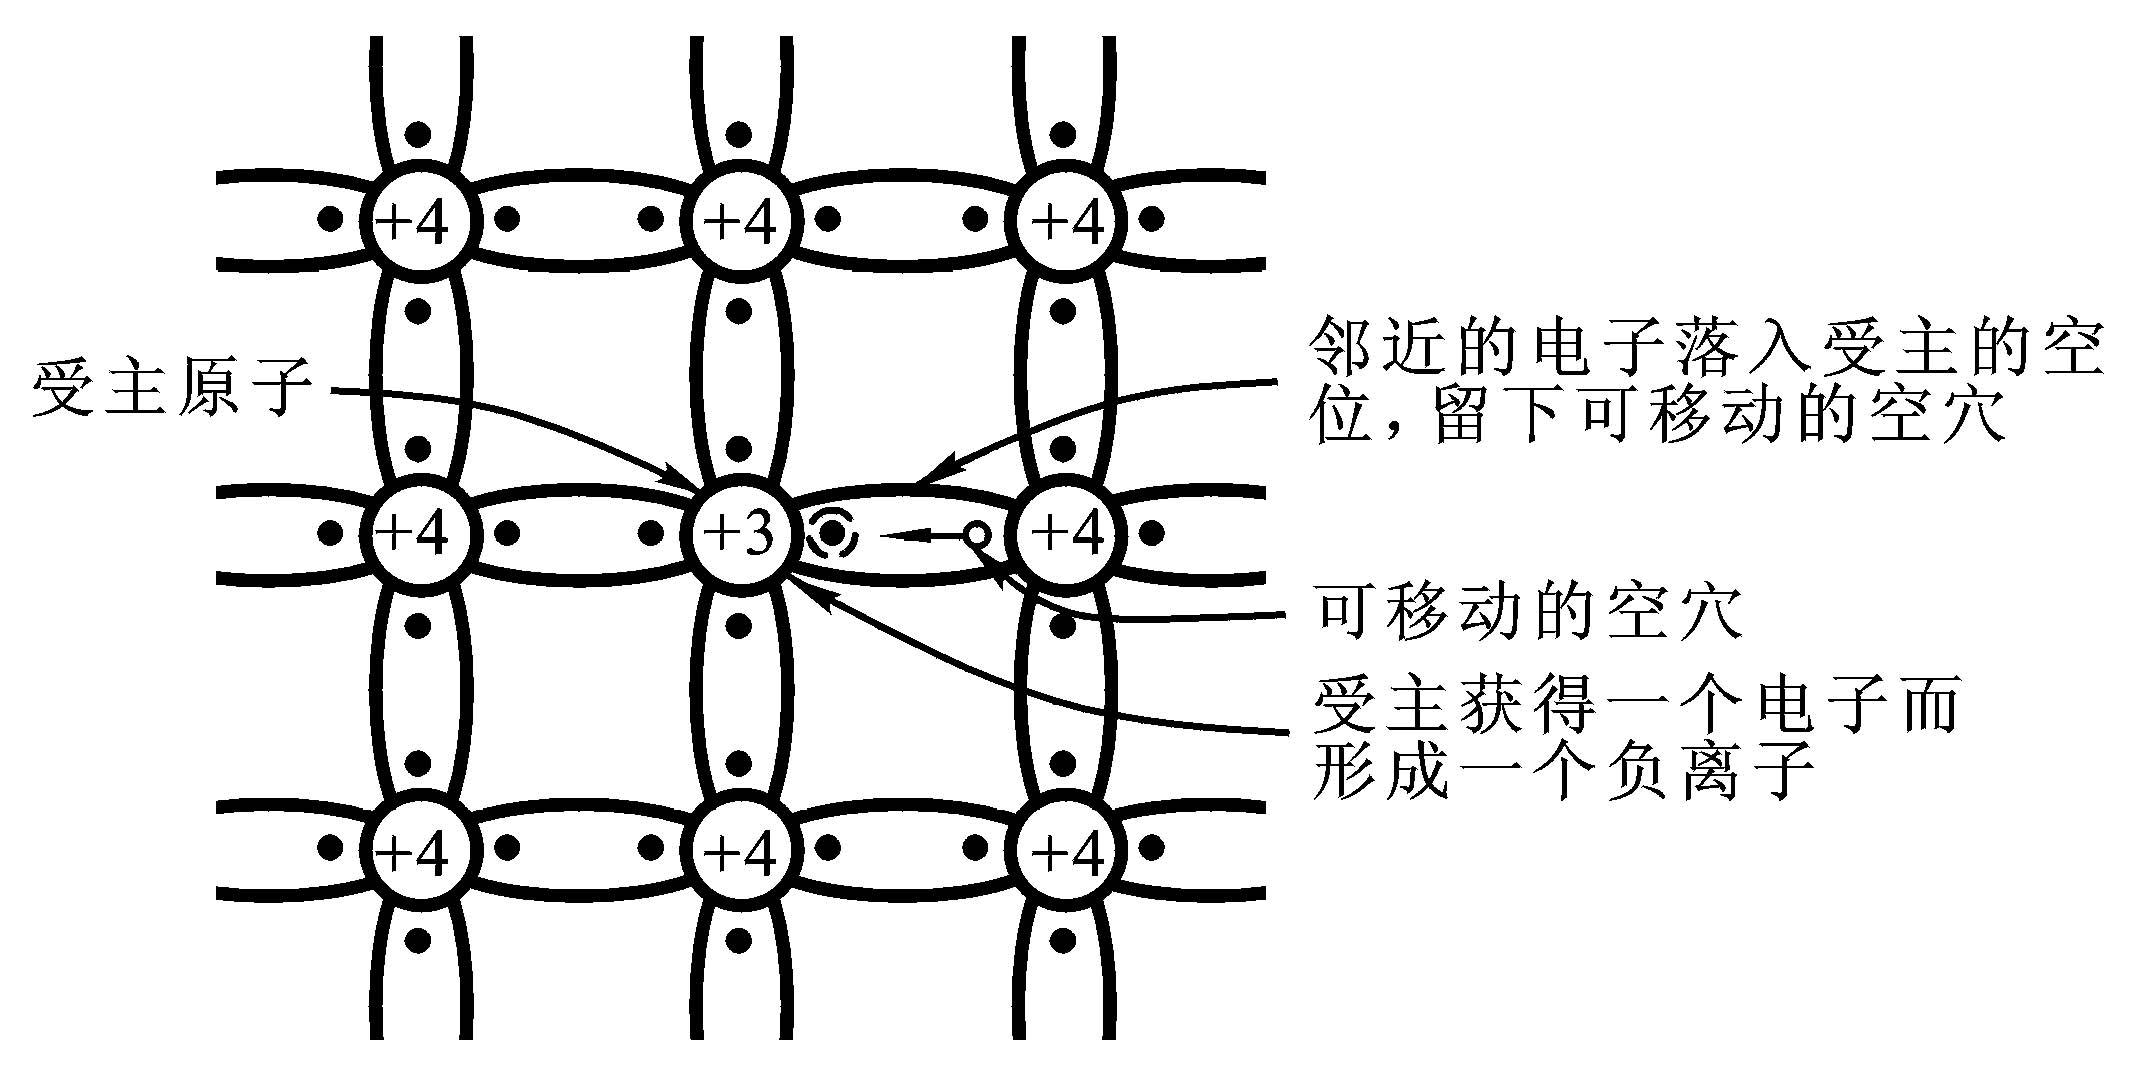 +4
+4
+4
邻近的电子落入受主的空
位，留下可移动的空穴
受主原子
+4
+3
+4
可移动的空穴
受主获得一个电子而
形成一个负离子
+4
+4
+4